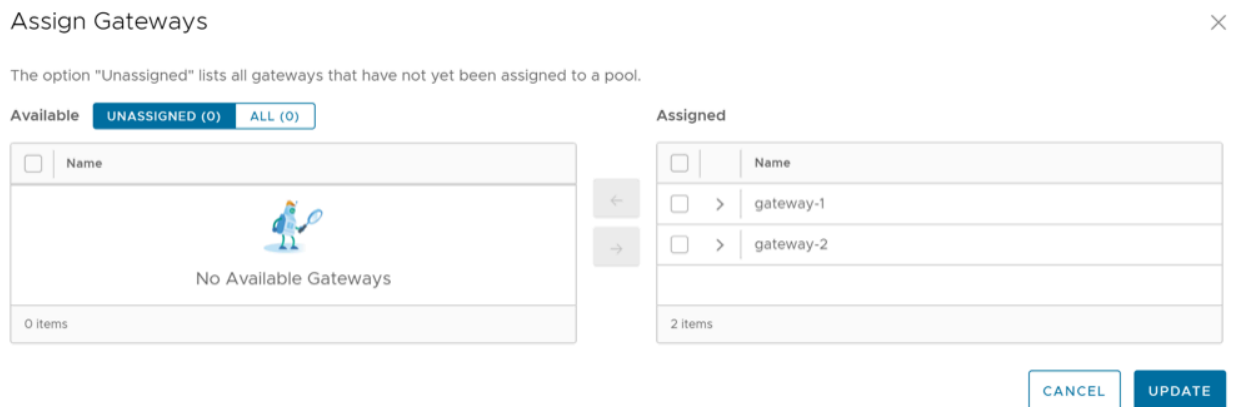 Assign Gateways
The option "Unassigned" lists all gateways that have not yet been assigned to a pool.
Available UNASSIGNED (0) ALL (0)
Name
No Available Gateways
0 items
Assigned
Name
gateway-1
gateway-2
2 items
CANCEL UPDATE